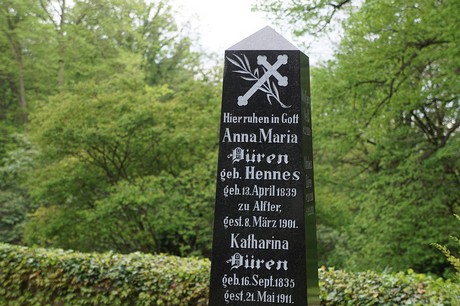 Hier ruhen in Gott
Anna Maria
Düren
geb. Hennes
geb. 13. April 1839
zu Alfter,
gest. 8. März 1901.
Katharina
Düren
geb. 16. Sept. 1835
gest. 21. Mai 1911.